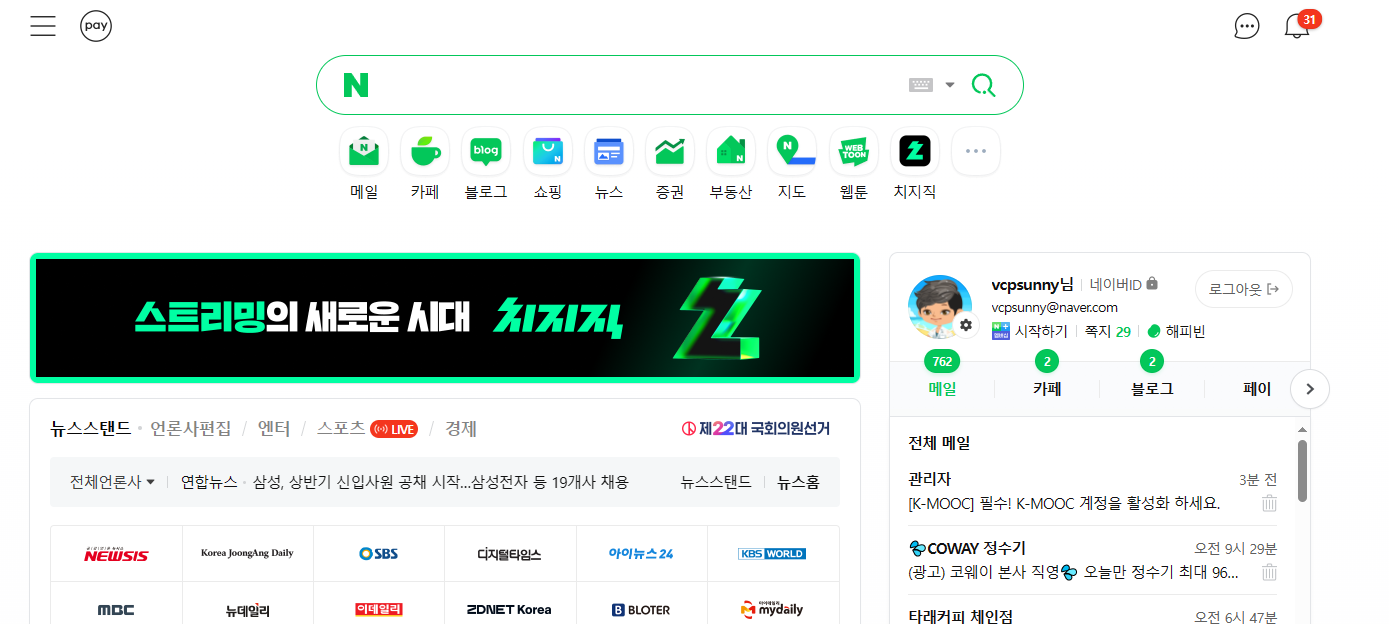 pay
31
N
메일
카페
blog
블로그
쇼핑
뉴스
증권
부동산
지도
WEB TOON
웹툰
치지직
스트리밍의 새로운 시대 치지직
vcpsunny님 네이버ID
로그아웃
vcpsunny@naver.com
시작하기 쪽지 29 해피빈
762 2 2
메일 카페 블로그 페이
뉴스스탠드 언론사편집 / 엔터 / 스포츠 LIVE / 경제
제22대 국회의원선거
전체언론사 연합뉴스 삼성, 상반기 신입사원 공채 시작...삼성전자 등 19개사 채용 뉴스스탠드 뉴스홈
NEWSIS Korea JoongAng Daily SBS 디지털타임스 아이뉴스24 KBS WORLD
MBC 뉴데일리 이데일리 ZDNET Korea BLOTER mydaily
전체 메일
관리자 3분 전
[K-MOOC] 필수! K-MOOC 계정을 활성화 하세요.
COWAY 정수기 오전 9시 29분
(광고) 코웨이 본사 직영 오늘만 정수기 최대 96...
타래커피 체인점 오전 6시 47분